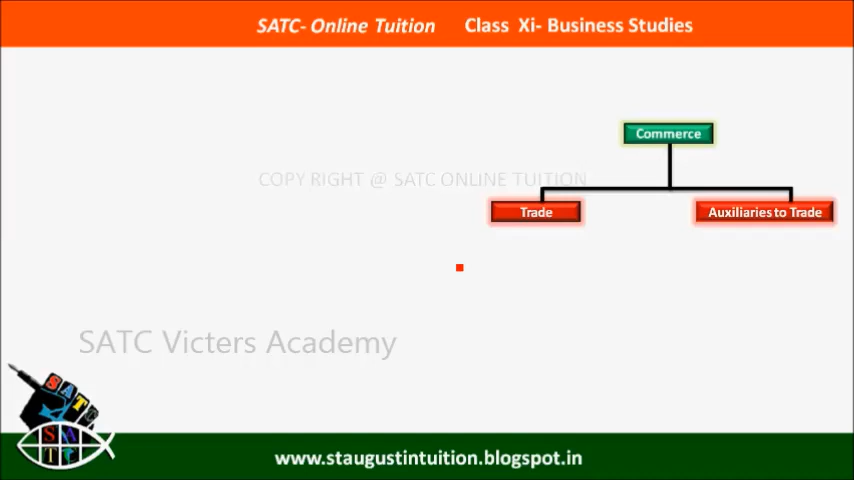 SATC- Online Tuition Class Xi- Business Studies
Commerce
COPY RIGHT @ SATC ONLINE TUITION
Trade Auxiliaries to Trade
SATC Victers Academy
SATC
S A
T C
www.staugustintuition.blogspot.in